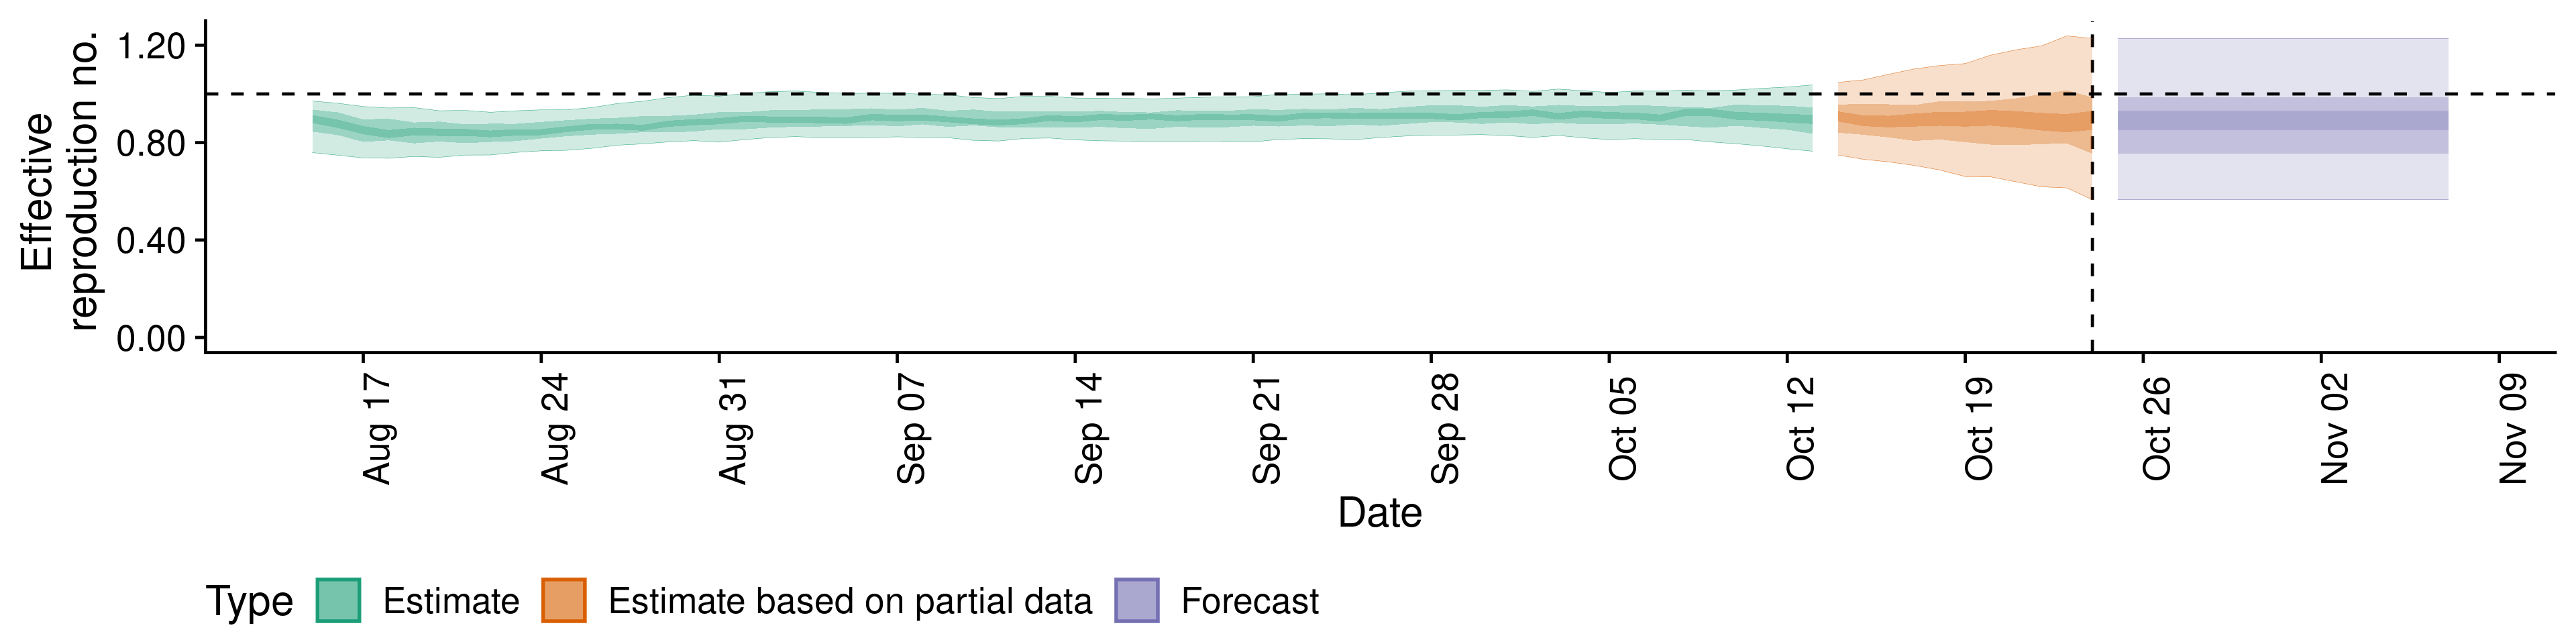 Effective
reproduction no.
1.20
0.80
0.40
0.00
Aug 17
Aug 24
Aug 31
Sep 07
Sep 14
Sep 21
Sep 28
Oct 05
Oct 12
Oct 19
Oct 26
Nov 02
Nov 09
Date
Type Estimate Estimate based on partial data Forecast